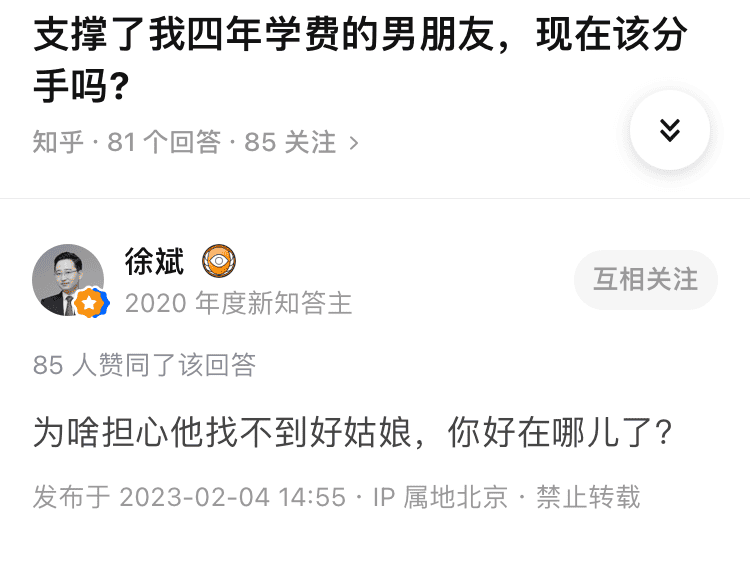 支撑了我四年学费的男朋友，现在该分
手吗?
知乎 · 81 个回答 · 85 关注 >
徐斌
2020 年度新知答主
互相关注
85 人赞同了该回答
为啥担心他找不到好姑娘，你好在哪儿了?
发布于 2023-02-04 14:55 · IP 属地北京 · 禁止转载